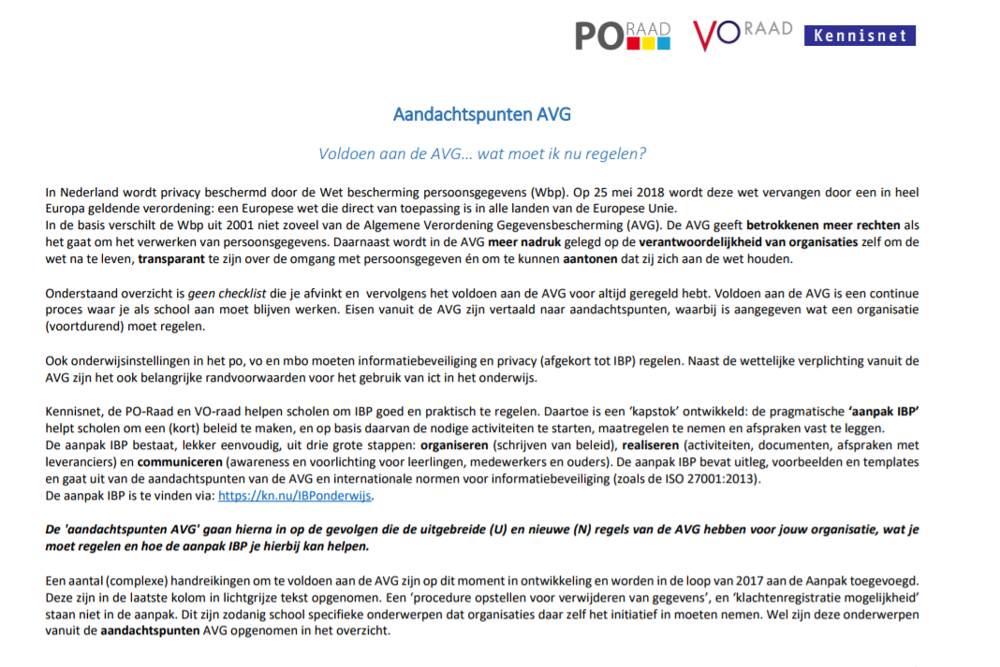 PO RAAD VO RAAD Kennisnet
Aandachtspunten AVG
Voldoen aan de AVG... wat moet ik nu regelen?
In Nederland wordt privacy beschermd door de Wet bescherming persoonsgegevens (Wbp). Op 25 mei 2018 wordt deze wet vervangen door een in heel
Europa geldende verordening: een Europese wet die direct van toepassing is in alle landen van de Europese Unie.
In de basis verschilt de Wbp uit 2001 niet zoveel van de Algemene Verordening Gegevensbescherming (AVG). De AVG geeft betrokkenen meer rechten als
het gaat om het verwerken van persoonsgegevens. Daarnaast wordt in de AVG meer nadruk gelegd op de verantwoordelijkheid van organisaties zelf om de
wet na te leven, transparant te zijn over de omgang met persoonsgegeven én om te kunnen aantonen dat zij zich aan de wet houden.
Onderstaand overzicht is geen checklist die je afvinkt en vervolgens het voldoen aan de AVG voor altijd geregeld hebt. Voldoen aan de AVG is een continue
proces waar je als school aan moet blijven werken. Eisen vanuit de AVG zijn vertaald naar aandachtspunten, waarbij is aangegeven wat een organisatie
(voortdurend) moet regelen.
Ook onderwijsinstellingen in het po, vo en mbo moeten informatiebeveiliging en privacy (afgekort tot IBP) regelen. Naast de wettelijke verplichting vanuit de
AVG zijn het ook belangrijke randvoorwaarden voor het gebruik van ict in het onderwijs.
Kennisnet, de PO-Raad en VO-raad helpen scholen om IBP goed en praktisch te regelen. Daartoe is een ‘kapstok’ ontwikkeld: de pragmatische ‘aanpak IBP’
helpt scholen om een (kort) beleid te maken, en op basis daarvan de nodige activiteiten te starten, maatregelen te nemen en afspraken vast te leggen.
De aanpak IBP bestaat, lekker eenvoudig, uit drie grote stappen: organiseren (schrijven van beleid), realiseren (activiteiten, documenten, afspraken met
leveranciers) en communiceren (awareness en voorlichting voor leerlingen, medewerkers en ouders). De aanpak IBP bevat uitleg, voorbeelden en templates
en gaat uit van de aandachtspunten van de AVG en internationale normen voor informatiebeveiliging (zoals de ISO 27001:2013).
De aanpak IBP is te vinden via: https://kn.nu/IBPonderwijs.
De 'aandachtspunten AVG' gaan hierna in op de gevolgen die de uitgebreide (U) en nieuwe (N) regels van de AVG hebben voor jouw organisatie, wat je
moet regelen en hoe de aanpak IBP je hierbij kan helpen.
Een aantal (complexe) handreikingen om te voldoen aan de AVG zijn op dit moment in ontwikkeling en worden in de loop van 2017 aan de Aanpak toegevoegd.
Deze zijn in de laatste kolom in lichtgrijze tekst opgenomen. Een ‘procedure opstellen voor verwijderen van gegevens’, en ‘klachtenregistratie mogelijkheid’
staan niet in de aanpak. Dit zijn zodanig school specifieke onderwerpen dat organisaties daar zelf het initiatief in moeten nemen. Wel zijn deze onderwerpen
vanuit de aandachtspunten AVG opgenomen in het overzicht.